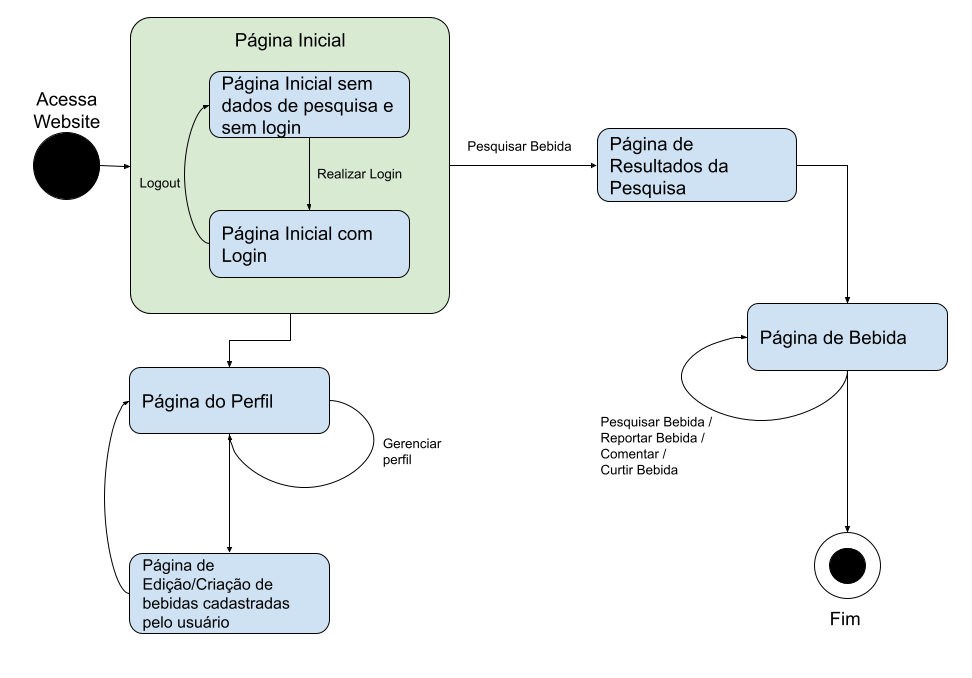 Página Inicial
Página Inicial sem
dados de pesquisa e
sem login
Acessa
Website
Pesquisar Bebida
Página de
Resultados da
Pesquisa
Logout
Realizar Login
Página Inicial com
Login
Página de Bebida
Página do Perfil
Gerenciar
perfil
Pesquisar Bebida /
Reportar Bebida /
Comentar /
Curtir Bebida
Página de
Edição/Criação de
bebidas cadastradas
pelo usuário
Fim